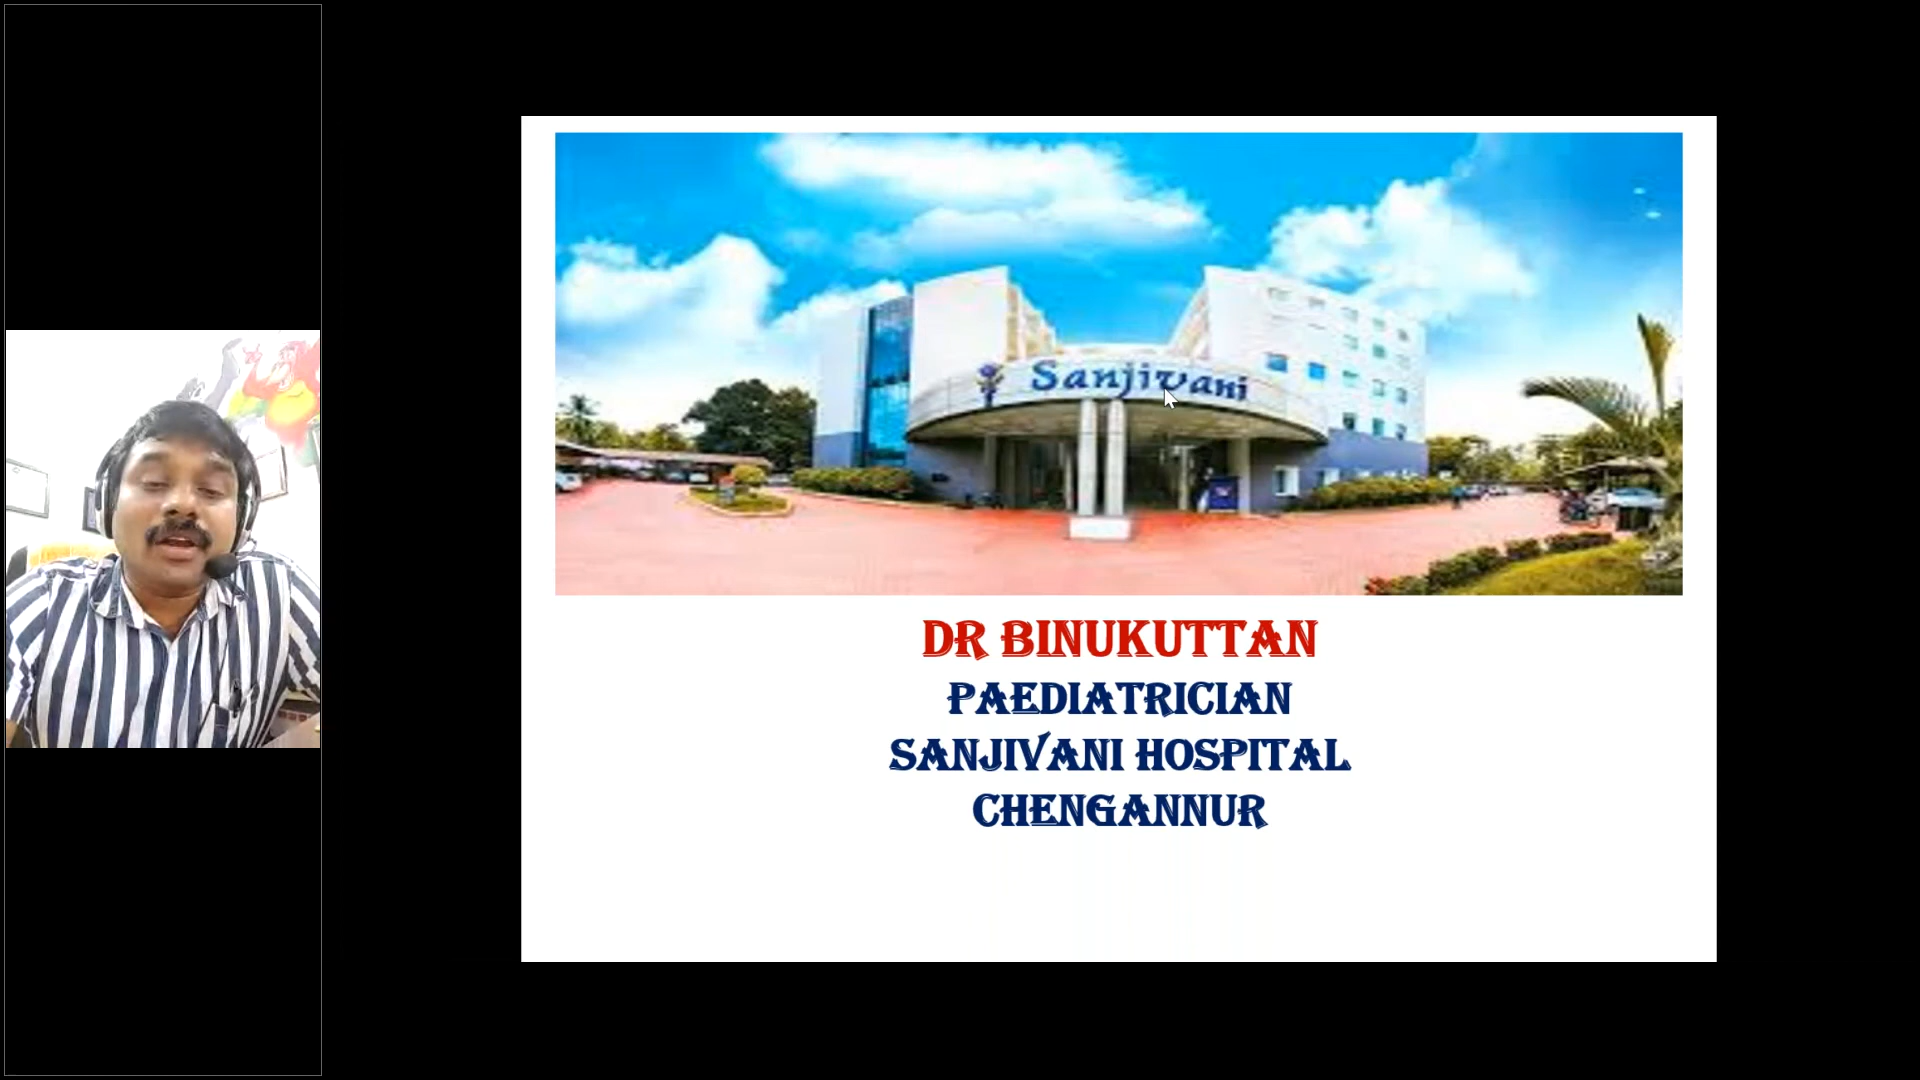 Sanjivani
DR BINUKUTTAN
PAEDIATRICIAN
SANJIVANI HOSPITAL
CHENGANNUR